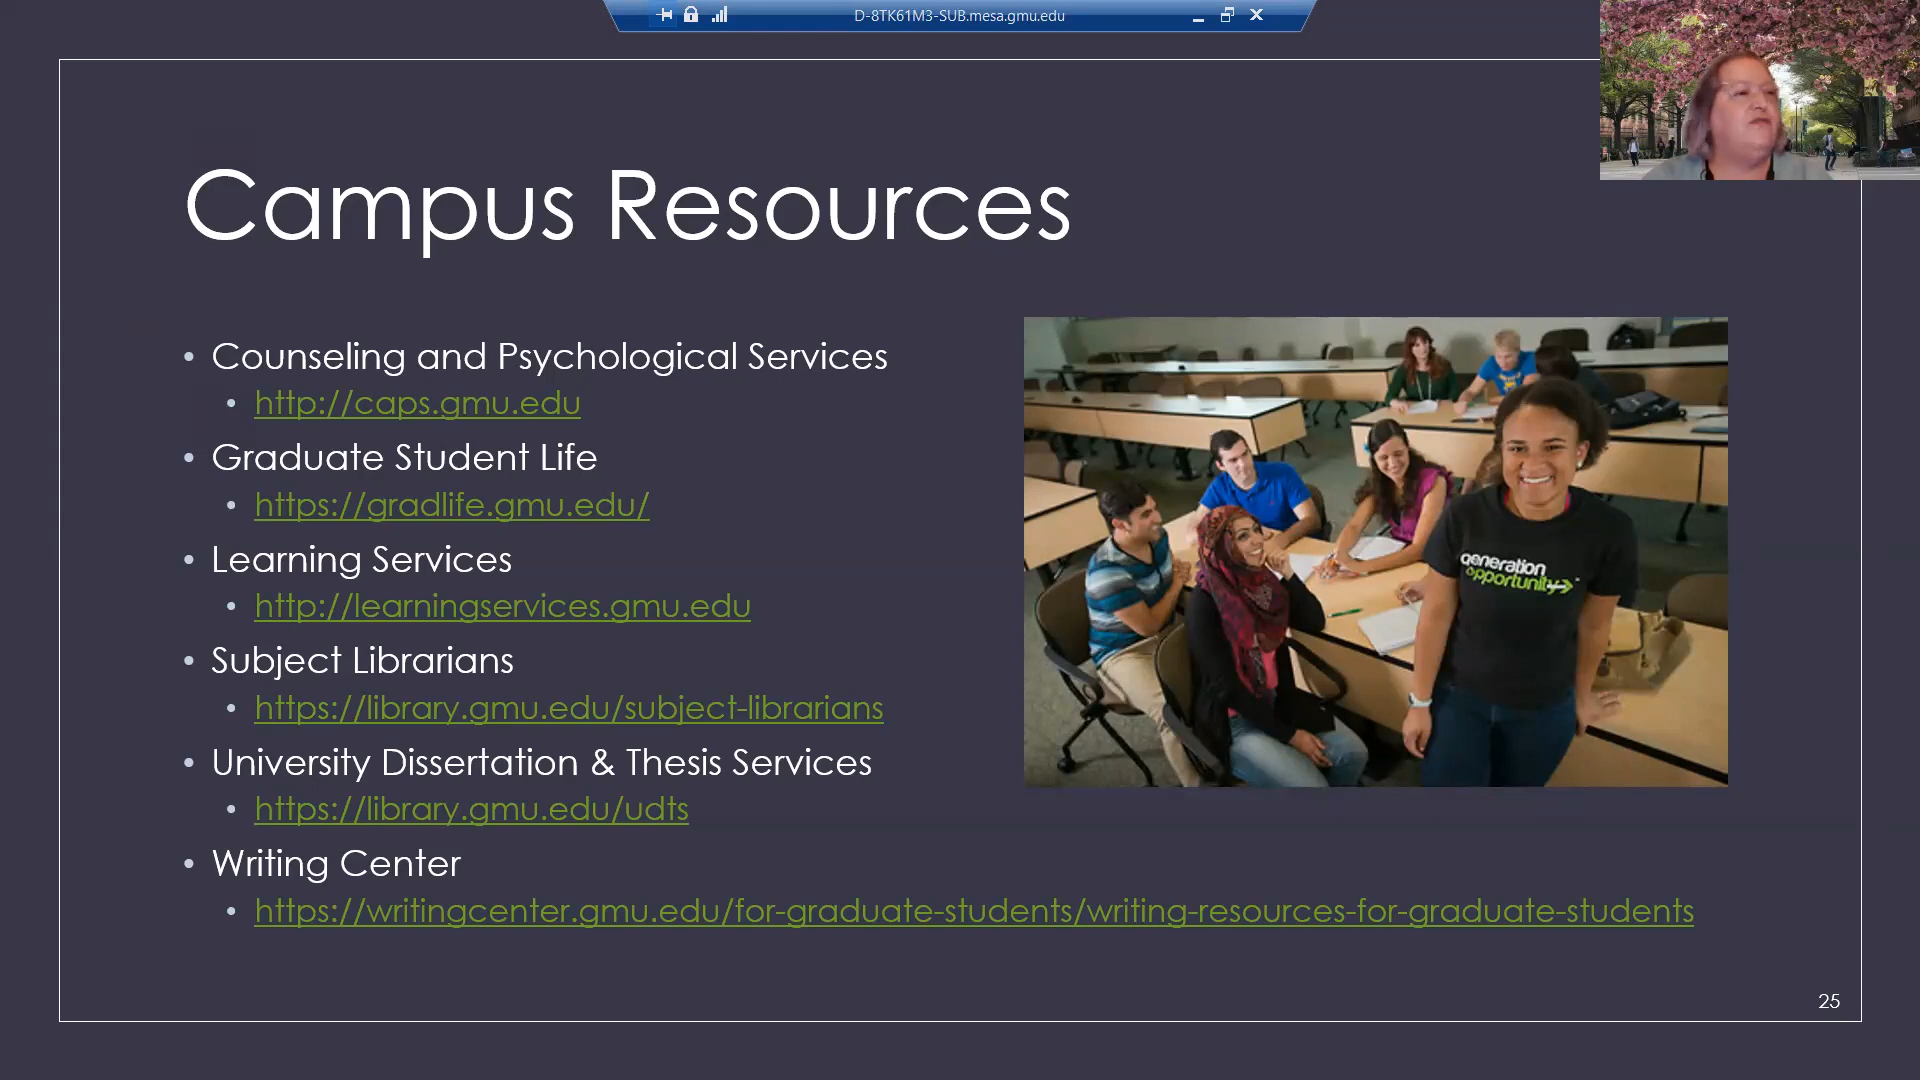 D-8TK61M3-SUB.mesa.gmu.edu
Campus Resources
• Counseling and Psychological Services
• http://caps.gmu.edu
• Graduate Student Life
• https://gradlife.gmu.edu/
• Learning Services
• http://learningservices.gmu.edu
• Subject Librarians
• https://library.gmu.edu/subject-librarians
• University Dissertation & Thesis Services
• https://library.gmu.edu/udts
• Writing Center
• https://writingcenter.gmu.edu/for-graduate-students/writing-resources-for-graduate-students
generation
opportunity
25